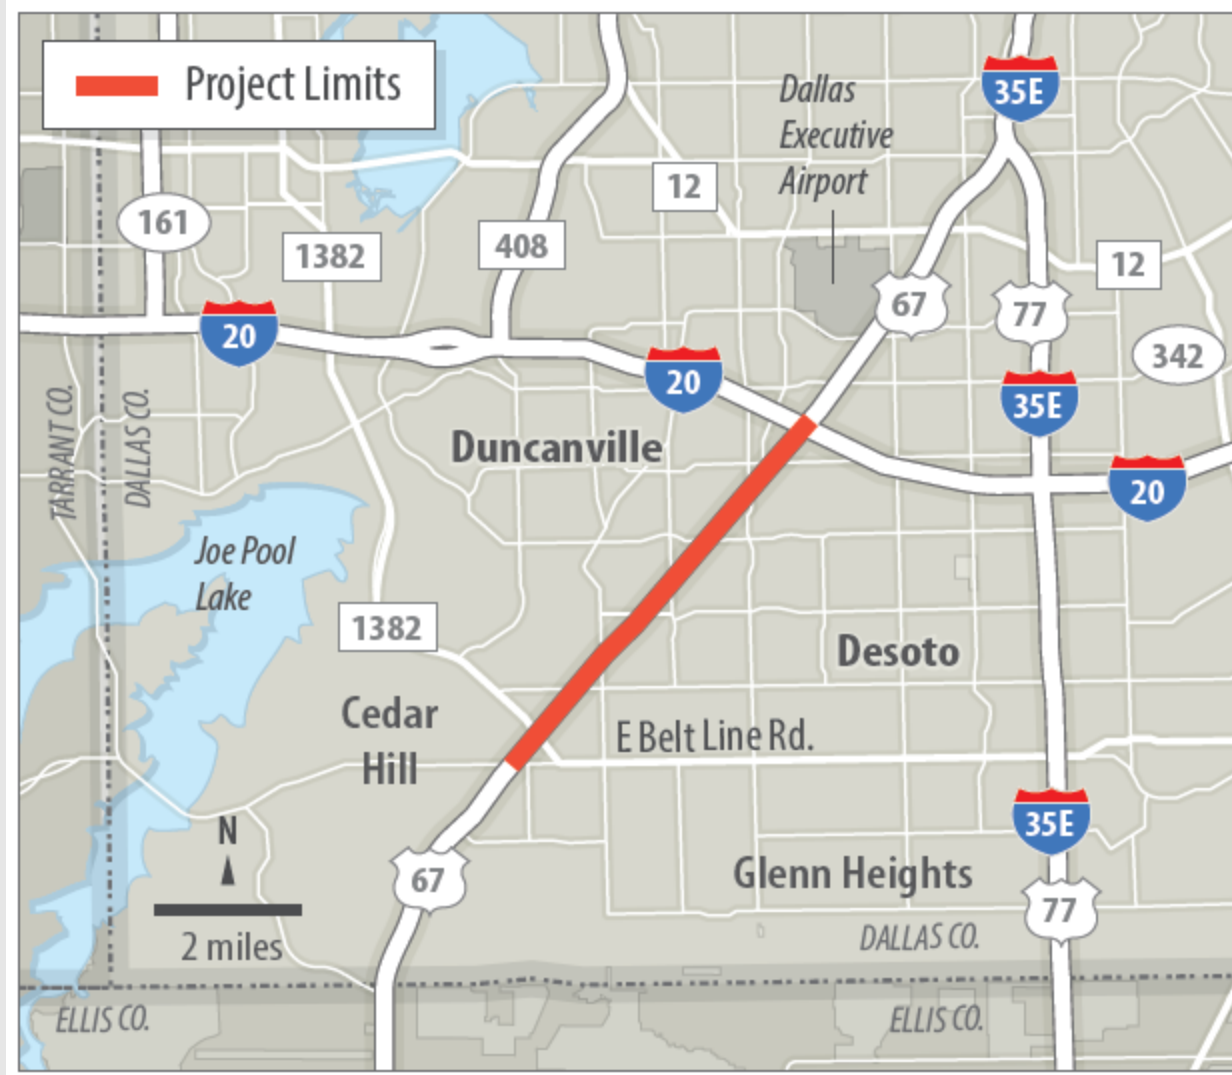 Project Limits
35E
Dallas
Executive
Airport
12
161
408
1382
12
67
77
20
342
20
35E
TARRANT CO.
DALLAS CO.
Duncanville
20
Joe Pool
Lake
1382
Desoto
Cedar
Hill
E Belt Line Rd.
N
35E
67
Glenn Heights
2 miles
77
DALLAS CO.
ELLIS CO.
ELLIS CO.